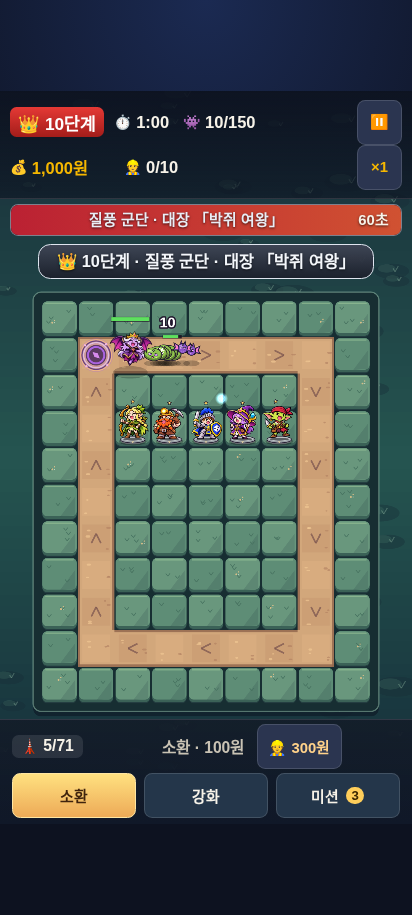 👑 10단계 ⏱️ 1:00 👾 10/150
💰 1,000원 👷 0/10 ×1
질풍 군단 · 대장 「박쥐 여왕」 60초
👑 10단계 · 질풍 군단 · 대장 「박쥐 여왕」
10
5/71 소환 · 100원 👷 300원
소환 강화 미션 3